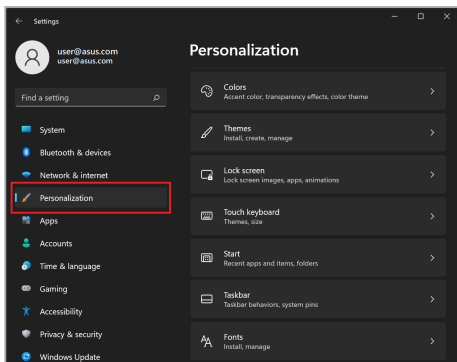 Settings
user@asus.com
user@asus.com
Find a setting
System
Bluetooth & devices
Network & internet
Personalization
Apps
Accounts
Time & language
Gaming
Accessibility
Privacy & security
Windows Update
Personalization
Colors
Accent color, transparency effects, color theme
Themes
Install, create, manage
Lock screen
Lock screen images, apps, animations
Touch keyboard
Themes, size
Start
Recent apps and items, folders
Taskbar
Taskbar behaviors, system pins
Fonts
Install, manage